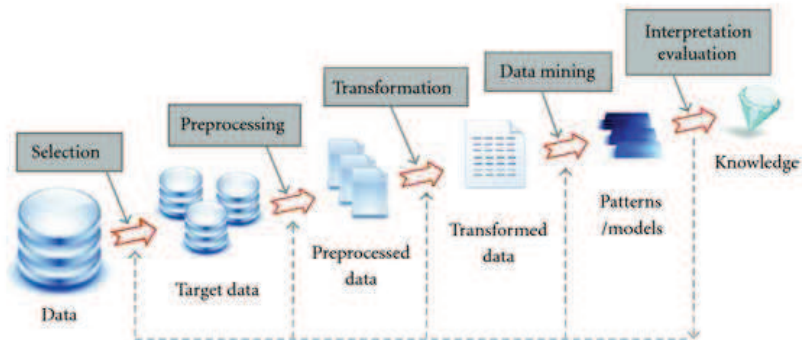 Interpretation
evaluation
Data mining
Transformation
Preprocessing
Selection
Knowledge
Patterns
/models
Transformed
data
Preprocessed
data
Target data
Data